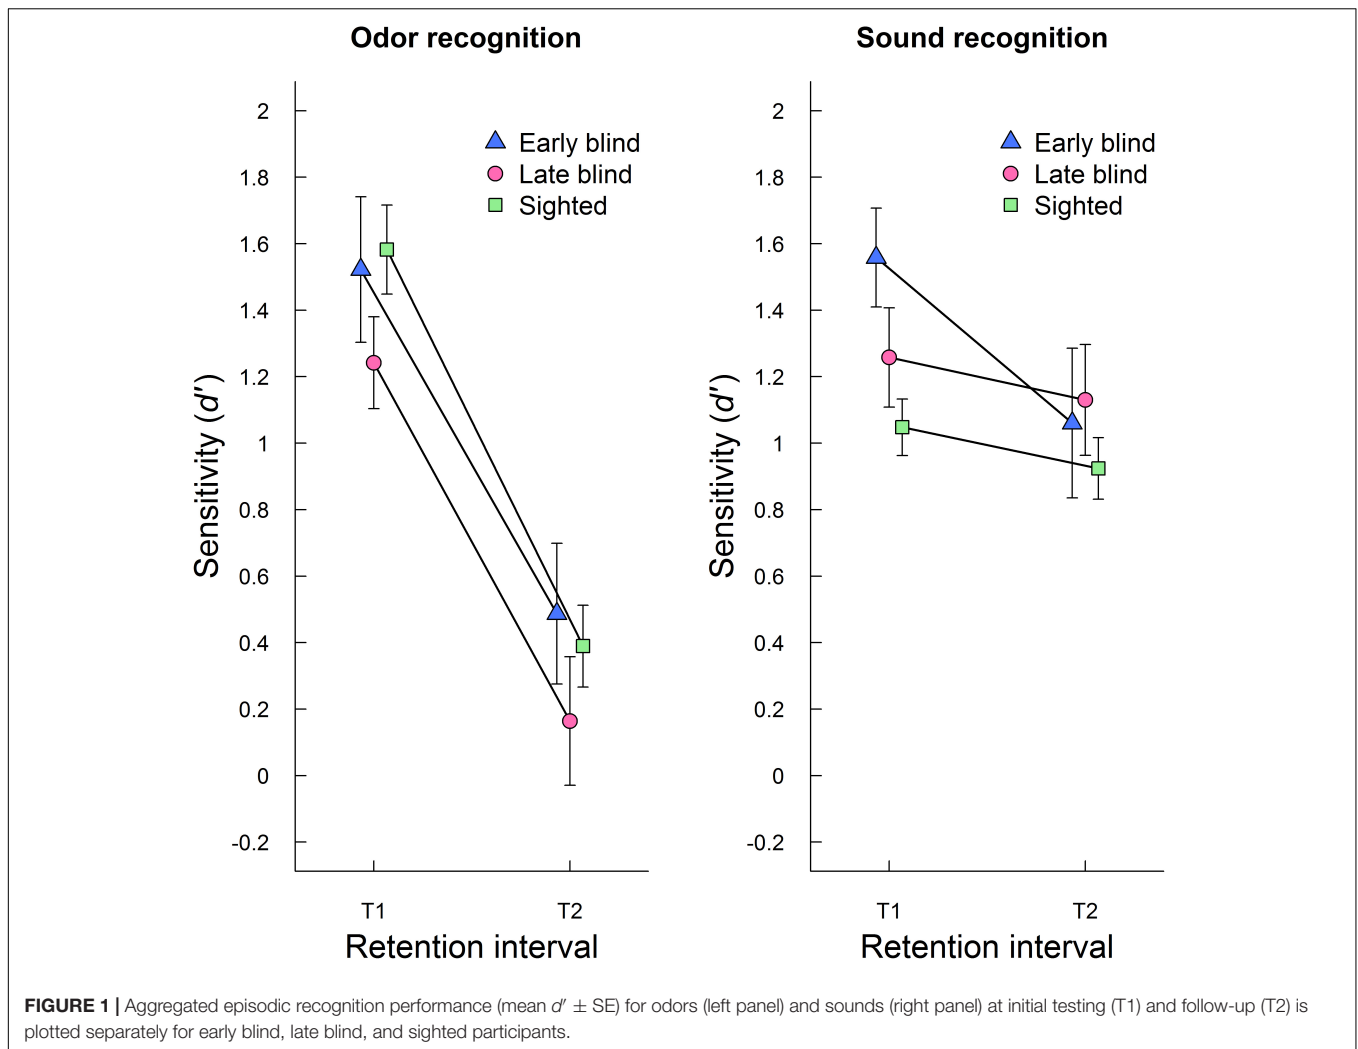 Odor recognition
Sensitivity (d′)
2
1.8
1.6
1.4
1.2
1
0.8
0.6
0.4
0.2
0
-0.2
Early blind
Late blind
Sighted
T1 T2
Retention interval
Sound recognition
Sensitivity (d′)
2
1.8
1.6
1.4
1.2
1
0.8
0.6
0.4
0.2
0
-0.2
Early blind
Late blind
Sighted
T1 T2
Retention interval
FIGURE 1 | Aggregated episodic recognition performance (mean d′ ± SE) for odors (left panel) and sounds (right panel) at initial testing (T1) and follow-up (T2) is
plotted separately for early blind, late blind, and sighted participants.